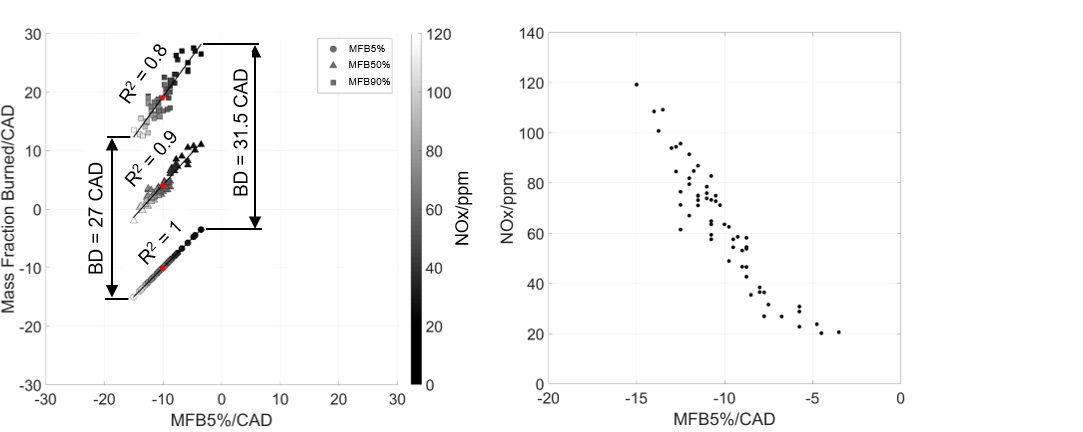 30
20
10
0
-10
-20
-30
-30
-20
-10
0
10
20
30
Mass Fraction Burned/CAD
MFB5%/CAD
R² = 0.8
R² = 0.9
R² = 1
BD = 27 CAD
BD = 31.5 CAD
MFB5%
MFB50%
MFB90%
120
100
80
60
40
20
0
NOx/ppm
140
120
100
80
60
40
20
0
-20
-15
-10
-5
0
NOx/ppm
MFB5%/CAD